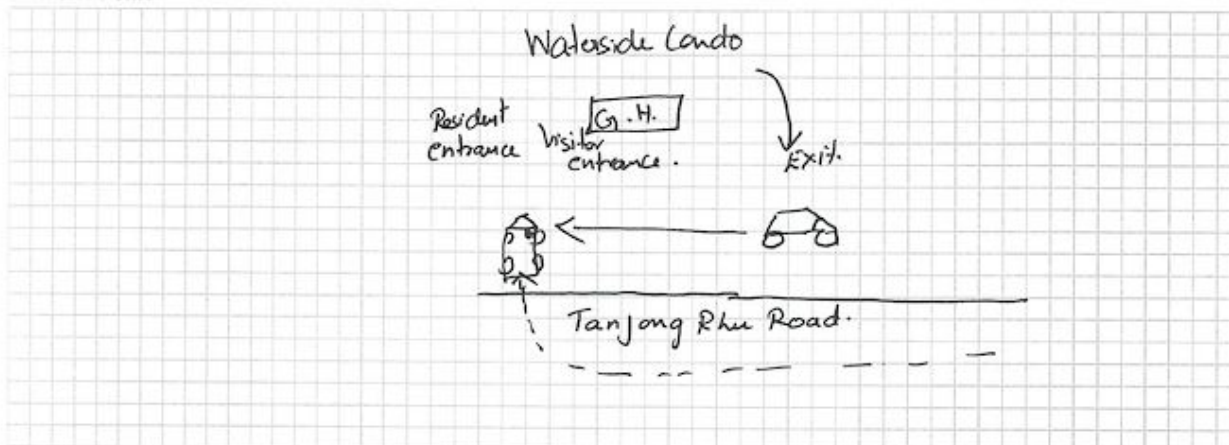 Waterside Condo
G.H.
Resident
entrance
Visitor
entrance.
Exit.
Tanjong Rhu Road.